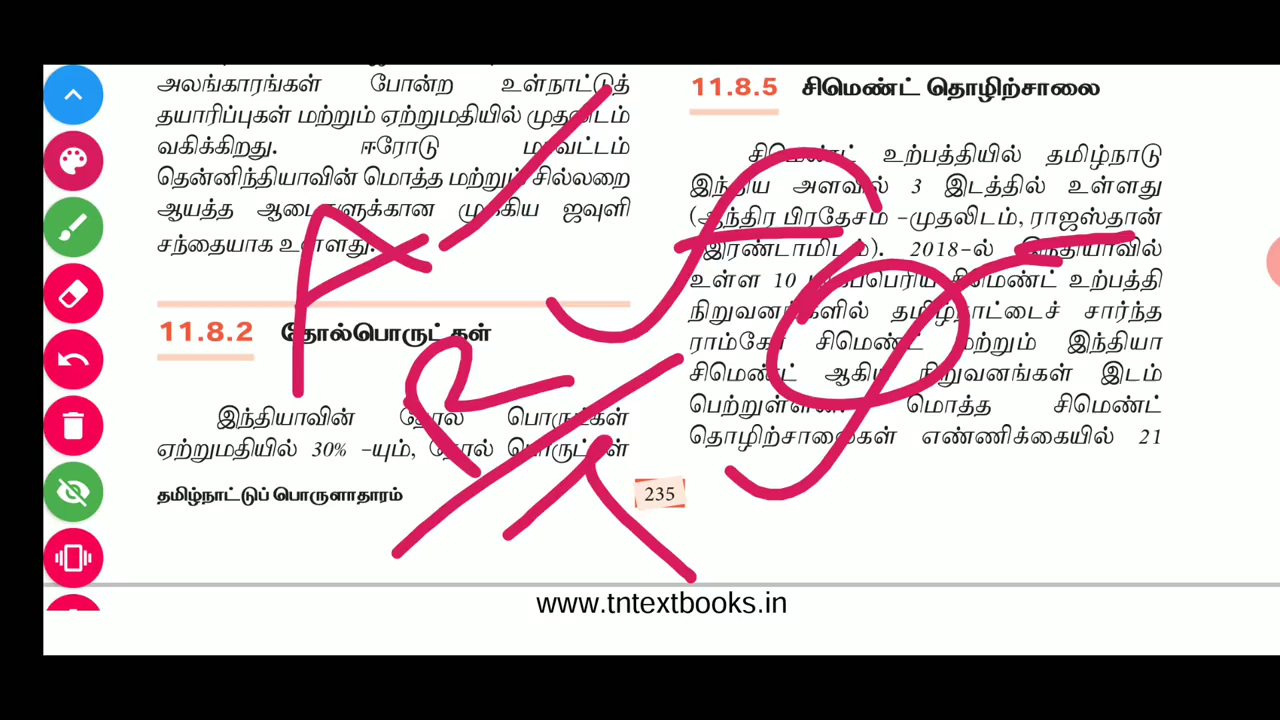 அலங்காரங்கள் போன்ற உள்நாட்டுத்
தயாரிப்புகள் மற்றும் ஏற்றுமதியில் முதலிடம்
வகிக்கிறது. ஈரோடு மாவட்டம்
தென்னிந்தியாவின் மொத்த மற்றும் சில்லறை
ஆயத்த ஆடைகளுக்கான முக்கிய ஜவுளி
சந்தையாக உள்ளது.
11.8.2 தோல்பொருட்கள்
இந்தியாவின் தோல் பொருட்கள்
ஏற்றுமதியில் 30% -யும், தோல் பொருட்கள்
தமிழ்நாட்டுப் பொருளாதாரம்
235
11.8.5 சிமெண்ட் தொழிற்சாலை
சிமெண்ட் உற்பத்தியில் தமிழ்நாடு
இந்திய அளவில் 3 இடத்தில் உள்ளது
(ஆந்திர பிரதேசம் -முதலிடம், ராஜஸ்தான்
-இரண்டாமிடம்). 2018-ல் இந்தியாவில்
உள்ள 10 மிகப்பெரிய சிமெண்ட் உற்பத்தி
நிறுவனங்களில் தமிழ்நாட்டைச் சார்ந்த
ராம்கோ சிமெண்ட் மற்றும் இந்தியா
சிமெண்ட் ஆகிய நிறுவனங்கள் இடம்
பெற்றுள்ளன. மொத்த சிமெண்ட்
தொழிற்சாலைகள் எண்ணிக்கையில் 21
www.tntextbooks.in